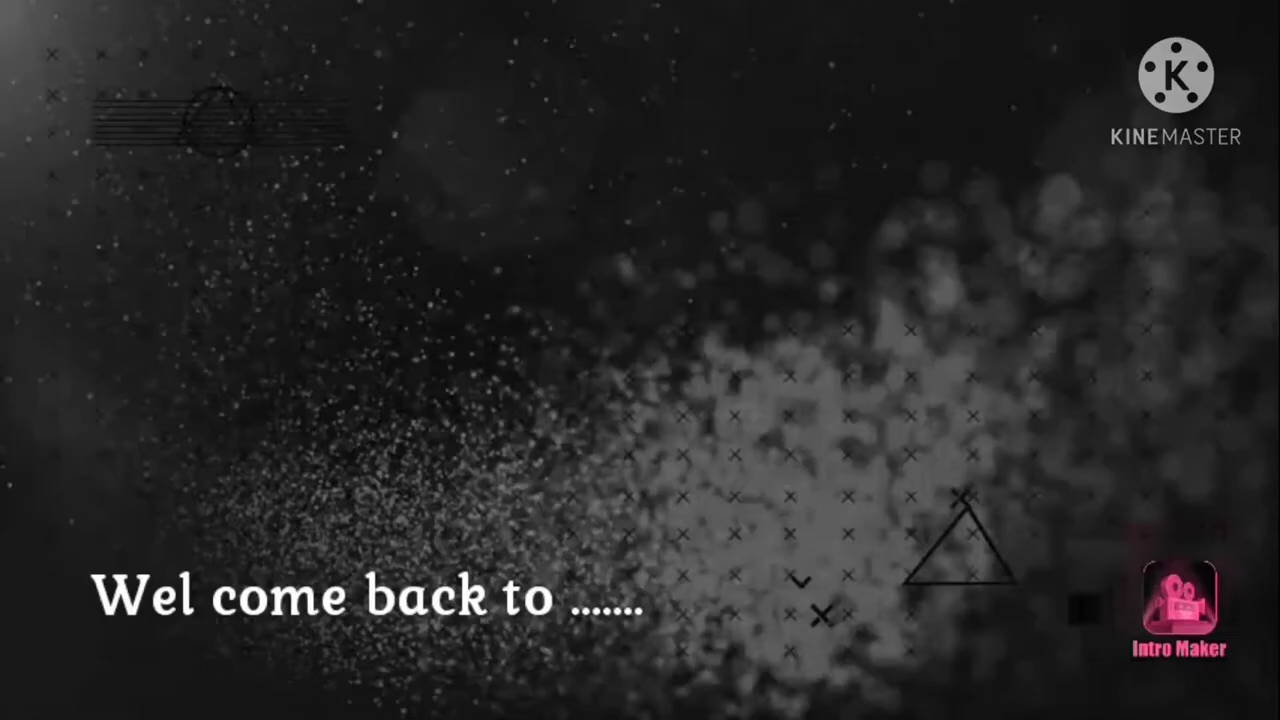 K
KINEMASTER
Wel come back to .......
Intro Maker